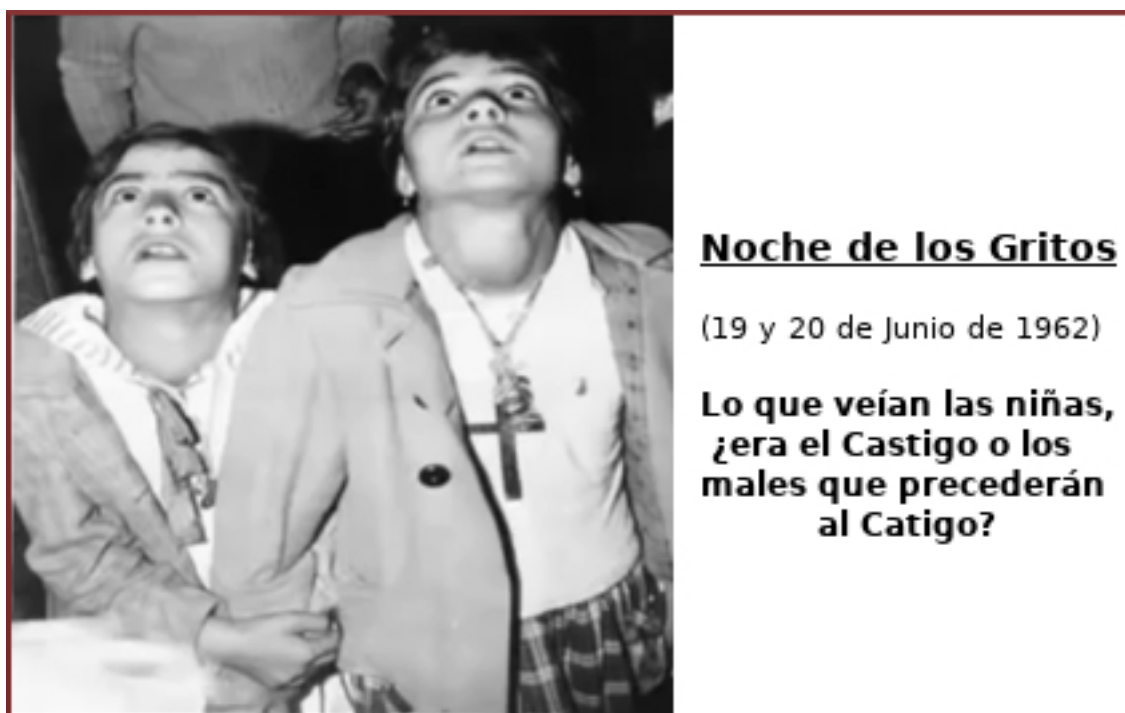 Noche de los Gritos
(19 y 20 de Junio de 1962)
Lo que veían las niñas,
¿era el Castigo o los
males que precederán
al Catigo?